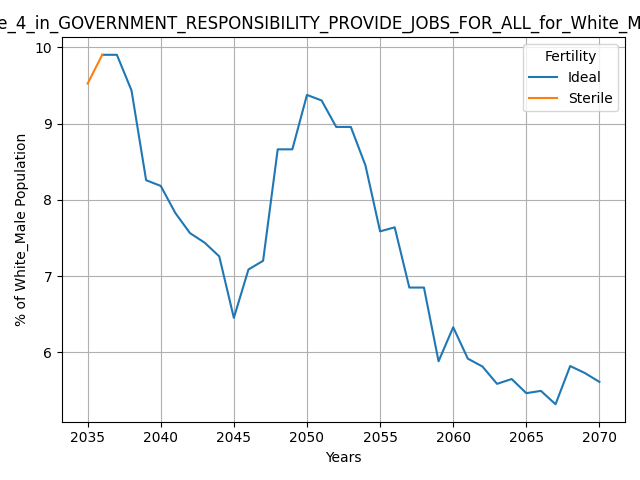 e_4_in_GOVERNMENT_RESPONSIBILITY_PROVIDE_JOBS_FOR_ALL_for_White_M
Fertility
Ideal
Sterile
10
9
8
7
6
% of White_Male Population
2035
2040
2045
2050
2055
2060
2065
2070
Years